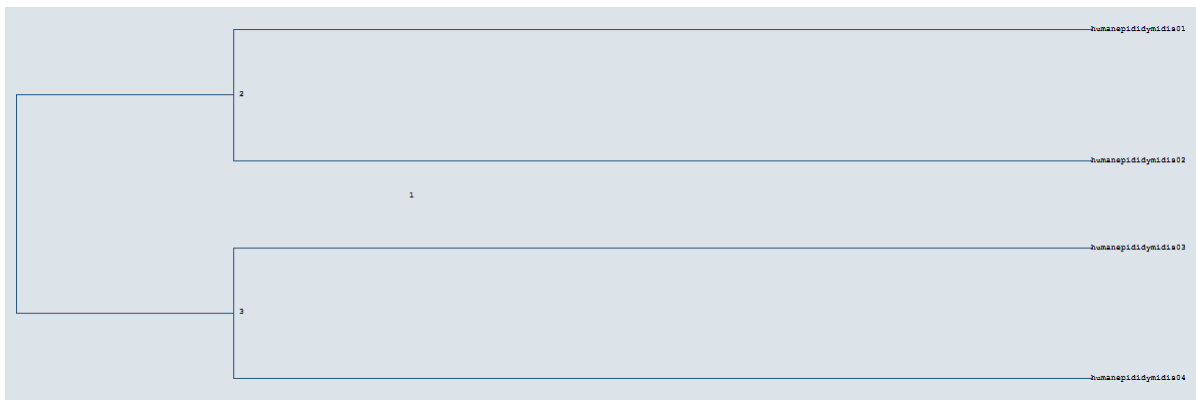 humanepididymidis01
2
humanepididymidis02
1
humanepididymidis03
3
humanepididymidis04